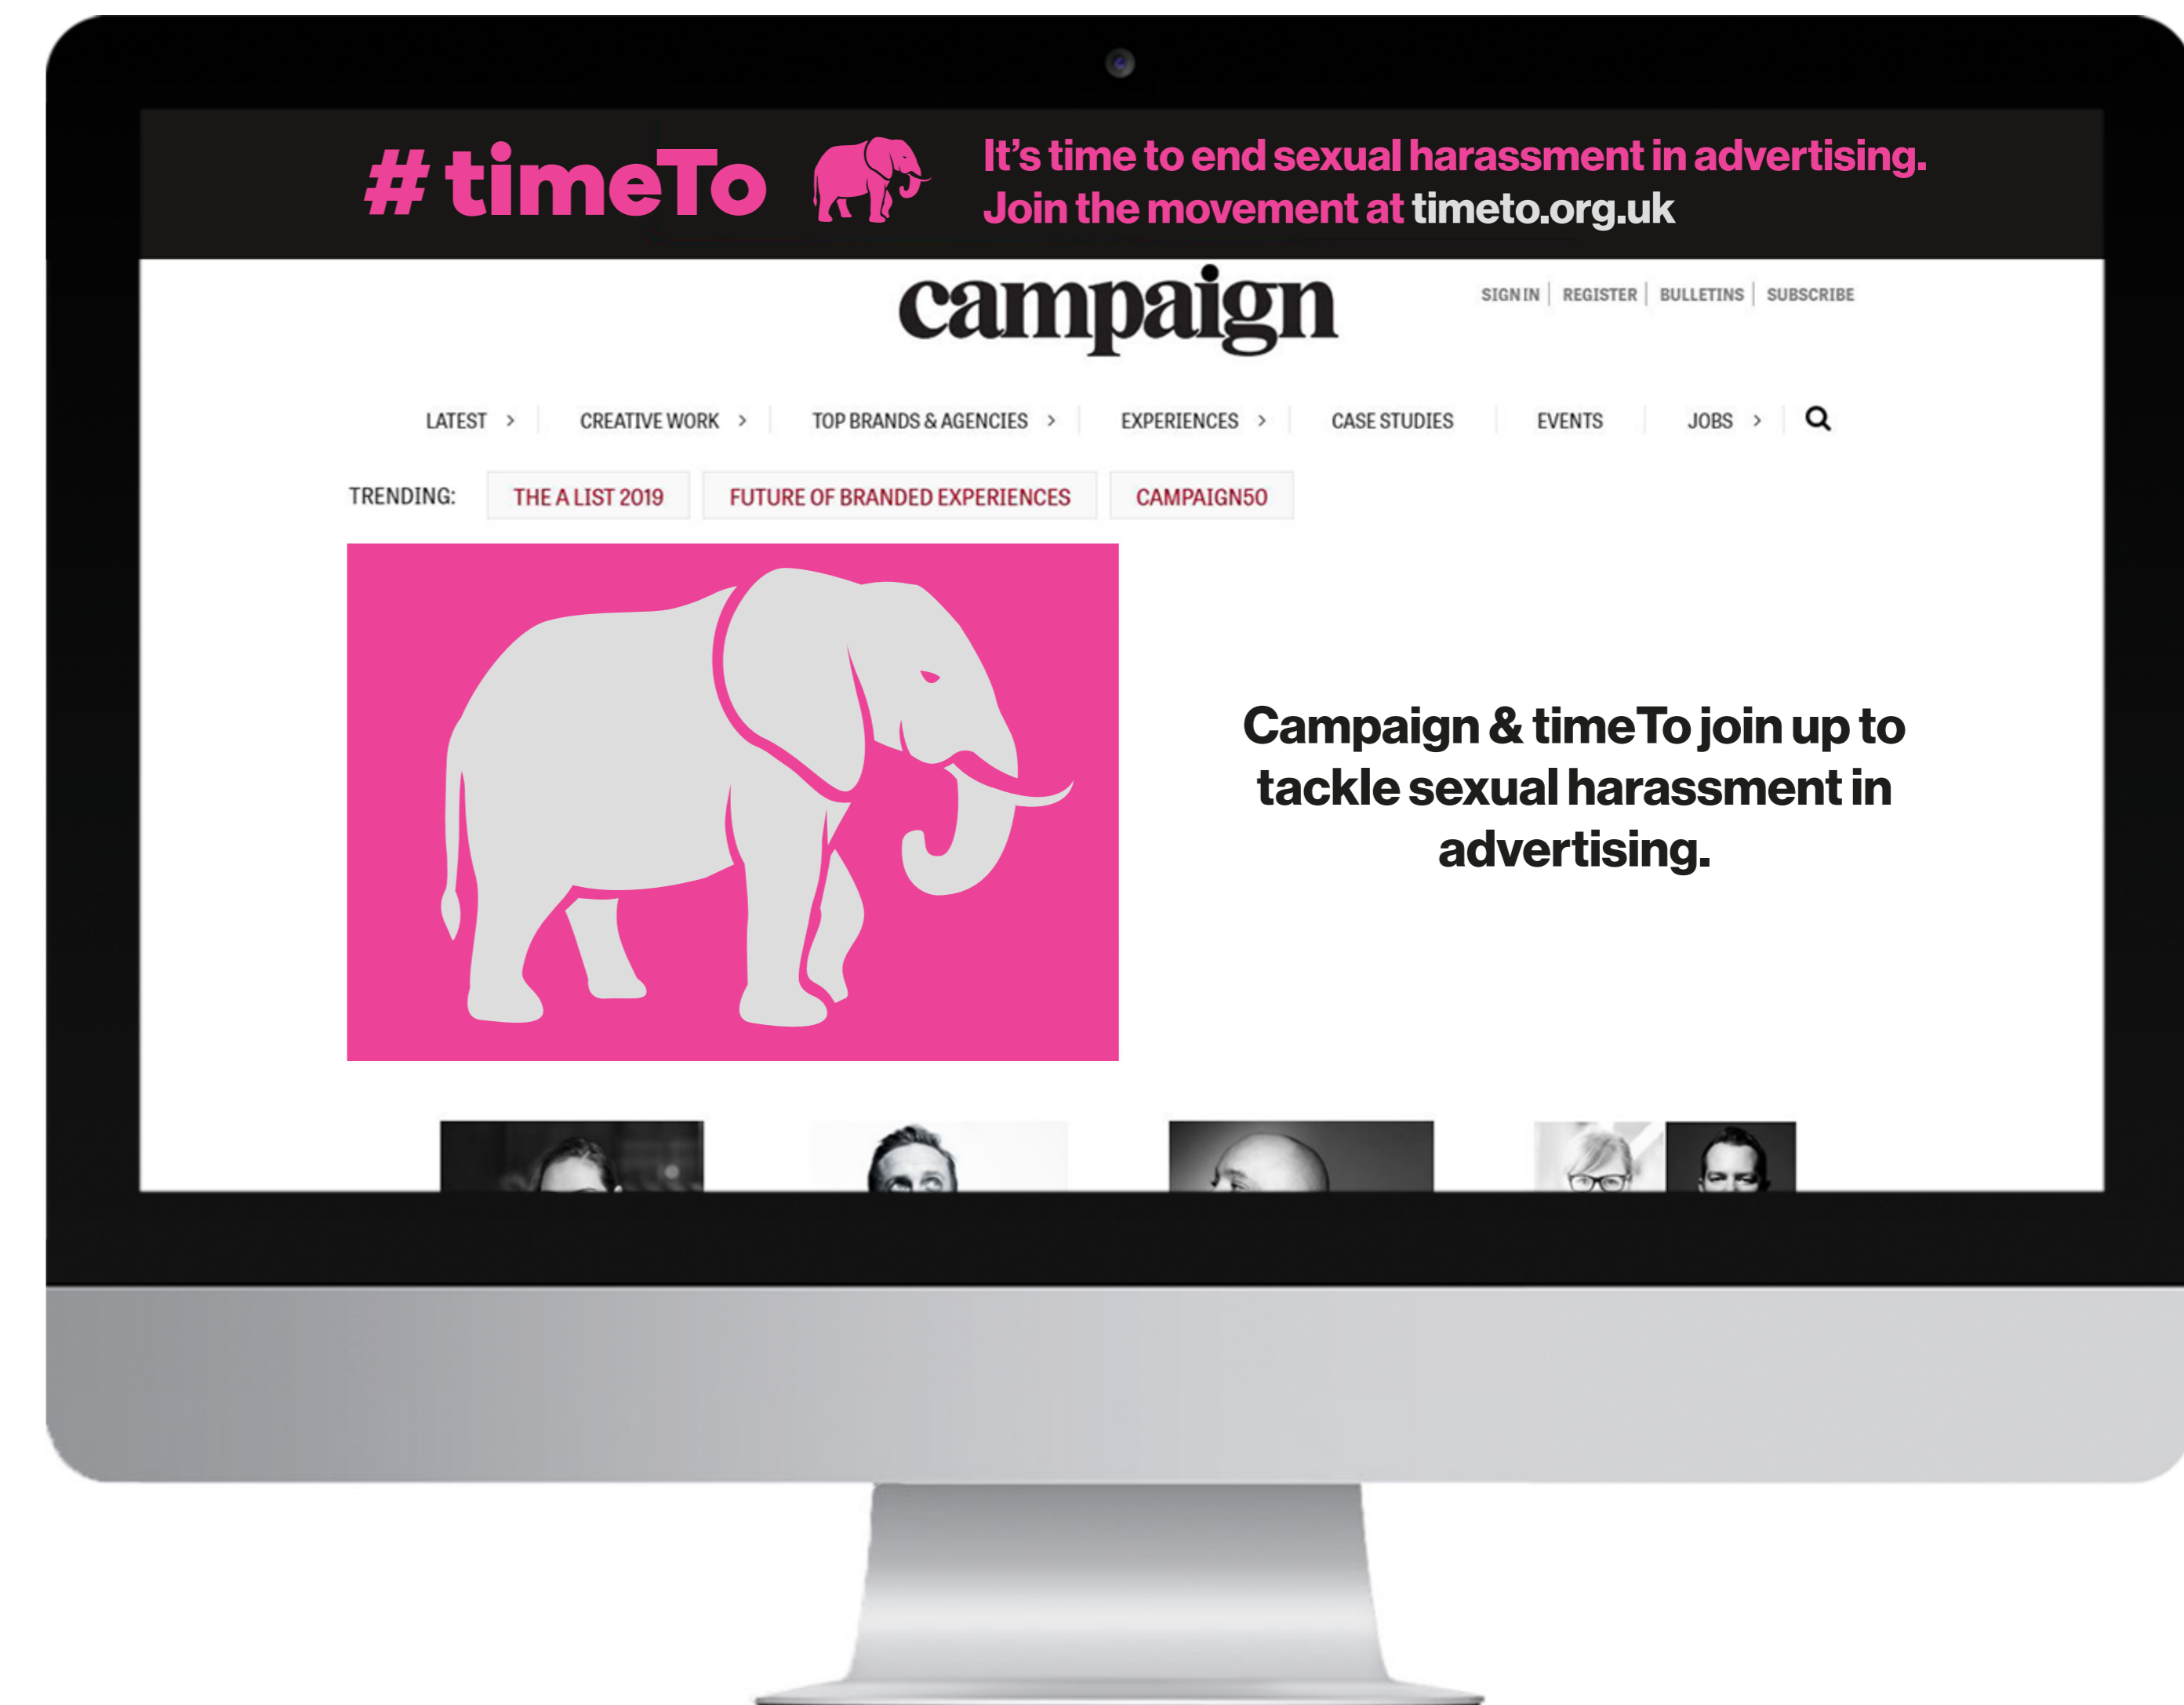 #timeTo
It's time to end sexual harassment in advertising.
Join the movement at timeto.org.uk
campaign
SIGN IN
REGISTER
BULLETINS
SUBSCRIBE
LATEST
CREATIVE WORK
TOP BRANDS & AGENCIES
EXPERIENCES
CASE STUDIES
EVENTS
JOBS
TRENDING:
THE A LIST 2019
FUTURE OF BRANDED EXPERIENCES
CAMPAIGN50
Campaign & timeTo join up to
tackle sexual harassment in
advertising.